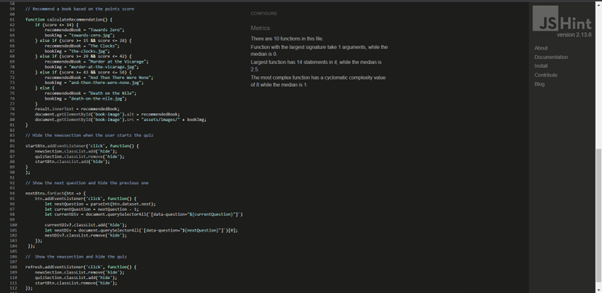 58
59 // Recommend a book based on the points score
60
61 function calculateRecommendation() {
62 if (score <= 14) {
63 recommendedBook = "Towards Zero";
64 bookImg = "towards-zero.jpg";
65 } else if (score >= 15 && score <= 28) {
66 recommendedBook = "The Clocks";
67 bookImg = "the-clocks.jpg";
68 } else if (score >= 29 && score <= 42) {
69 recommendedBook = "Murder at the Vicarage";
70 bookImg = "murder-at-the-vicarage.jpg";
71 } else if (score >= 43 && score <= 56) {
72 recommendedBook = "And Then There Were None";
73 bookImg = "and-then-there-were-none.jpg";
74 } else {
75 recommendedBook = "Death on the Nile";
76 bookImg = "death-on-the-nile.jpg";
77 }
78 result.innerText = recommendedBook;
79 document.getElementById('book-image').alt = recommendedBook;
80 document.getElementById('book-image').src = "assets/images/" + bookImg;
81 }
82
83 // Hide the newssection when the user starts the quiz
84
85 startBtn.addEventListener('click', function() {
86 newsSection.classList.add('hide');
87 quizSection.classList.remove('hide');
88 startBtn.classList.add('hide');
89 }
90 );
91
92 // Show the next question and hide the previous one
93
94 nextBtns.forEach(btn => {
95 btn.addEventListener('click', function() {
96 let nextQuestion = parseInt(btn.dataset.next);
97 let currentQuestion = nextQuestion - 1;
98 let currentDiv = document.querySelectorAll(`[data-question="${currentQuestion}"]`)
99
100 currentDiv?.classList.add('hide');
101 let nextDiv = document.querySelectorAll(`[data-question="${nextQuestion}"]`)[0];
102 nextDiv?.classList.remove('hide');
103 });
104 });
105
106 // Show the newssection and hide the quiz
107
108 refresh.addEventListener('click', function() {
109 newsSection.classList.remove('hide');
110 quizSection.classList.add('hide');
111 startBtn.classList.remove('hide');
112 });
CONFIGURE
Metrics
There are 10 functions in this file.
Function with the largest signature take 1 arguments, while the
median is 0.
Largest function has 14 statements in it, while the median is
2.5.
The most complex function has a cyclomatic complexity value
of 8 while the median is 1.
JSHint
version 2.13.6
About
Documentation
Install
Contribute
Blog